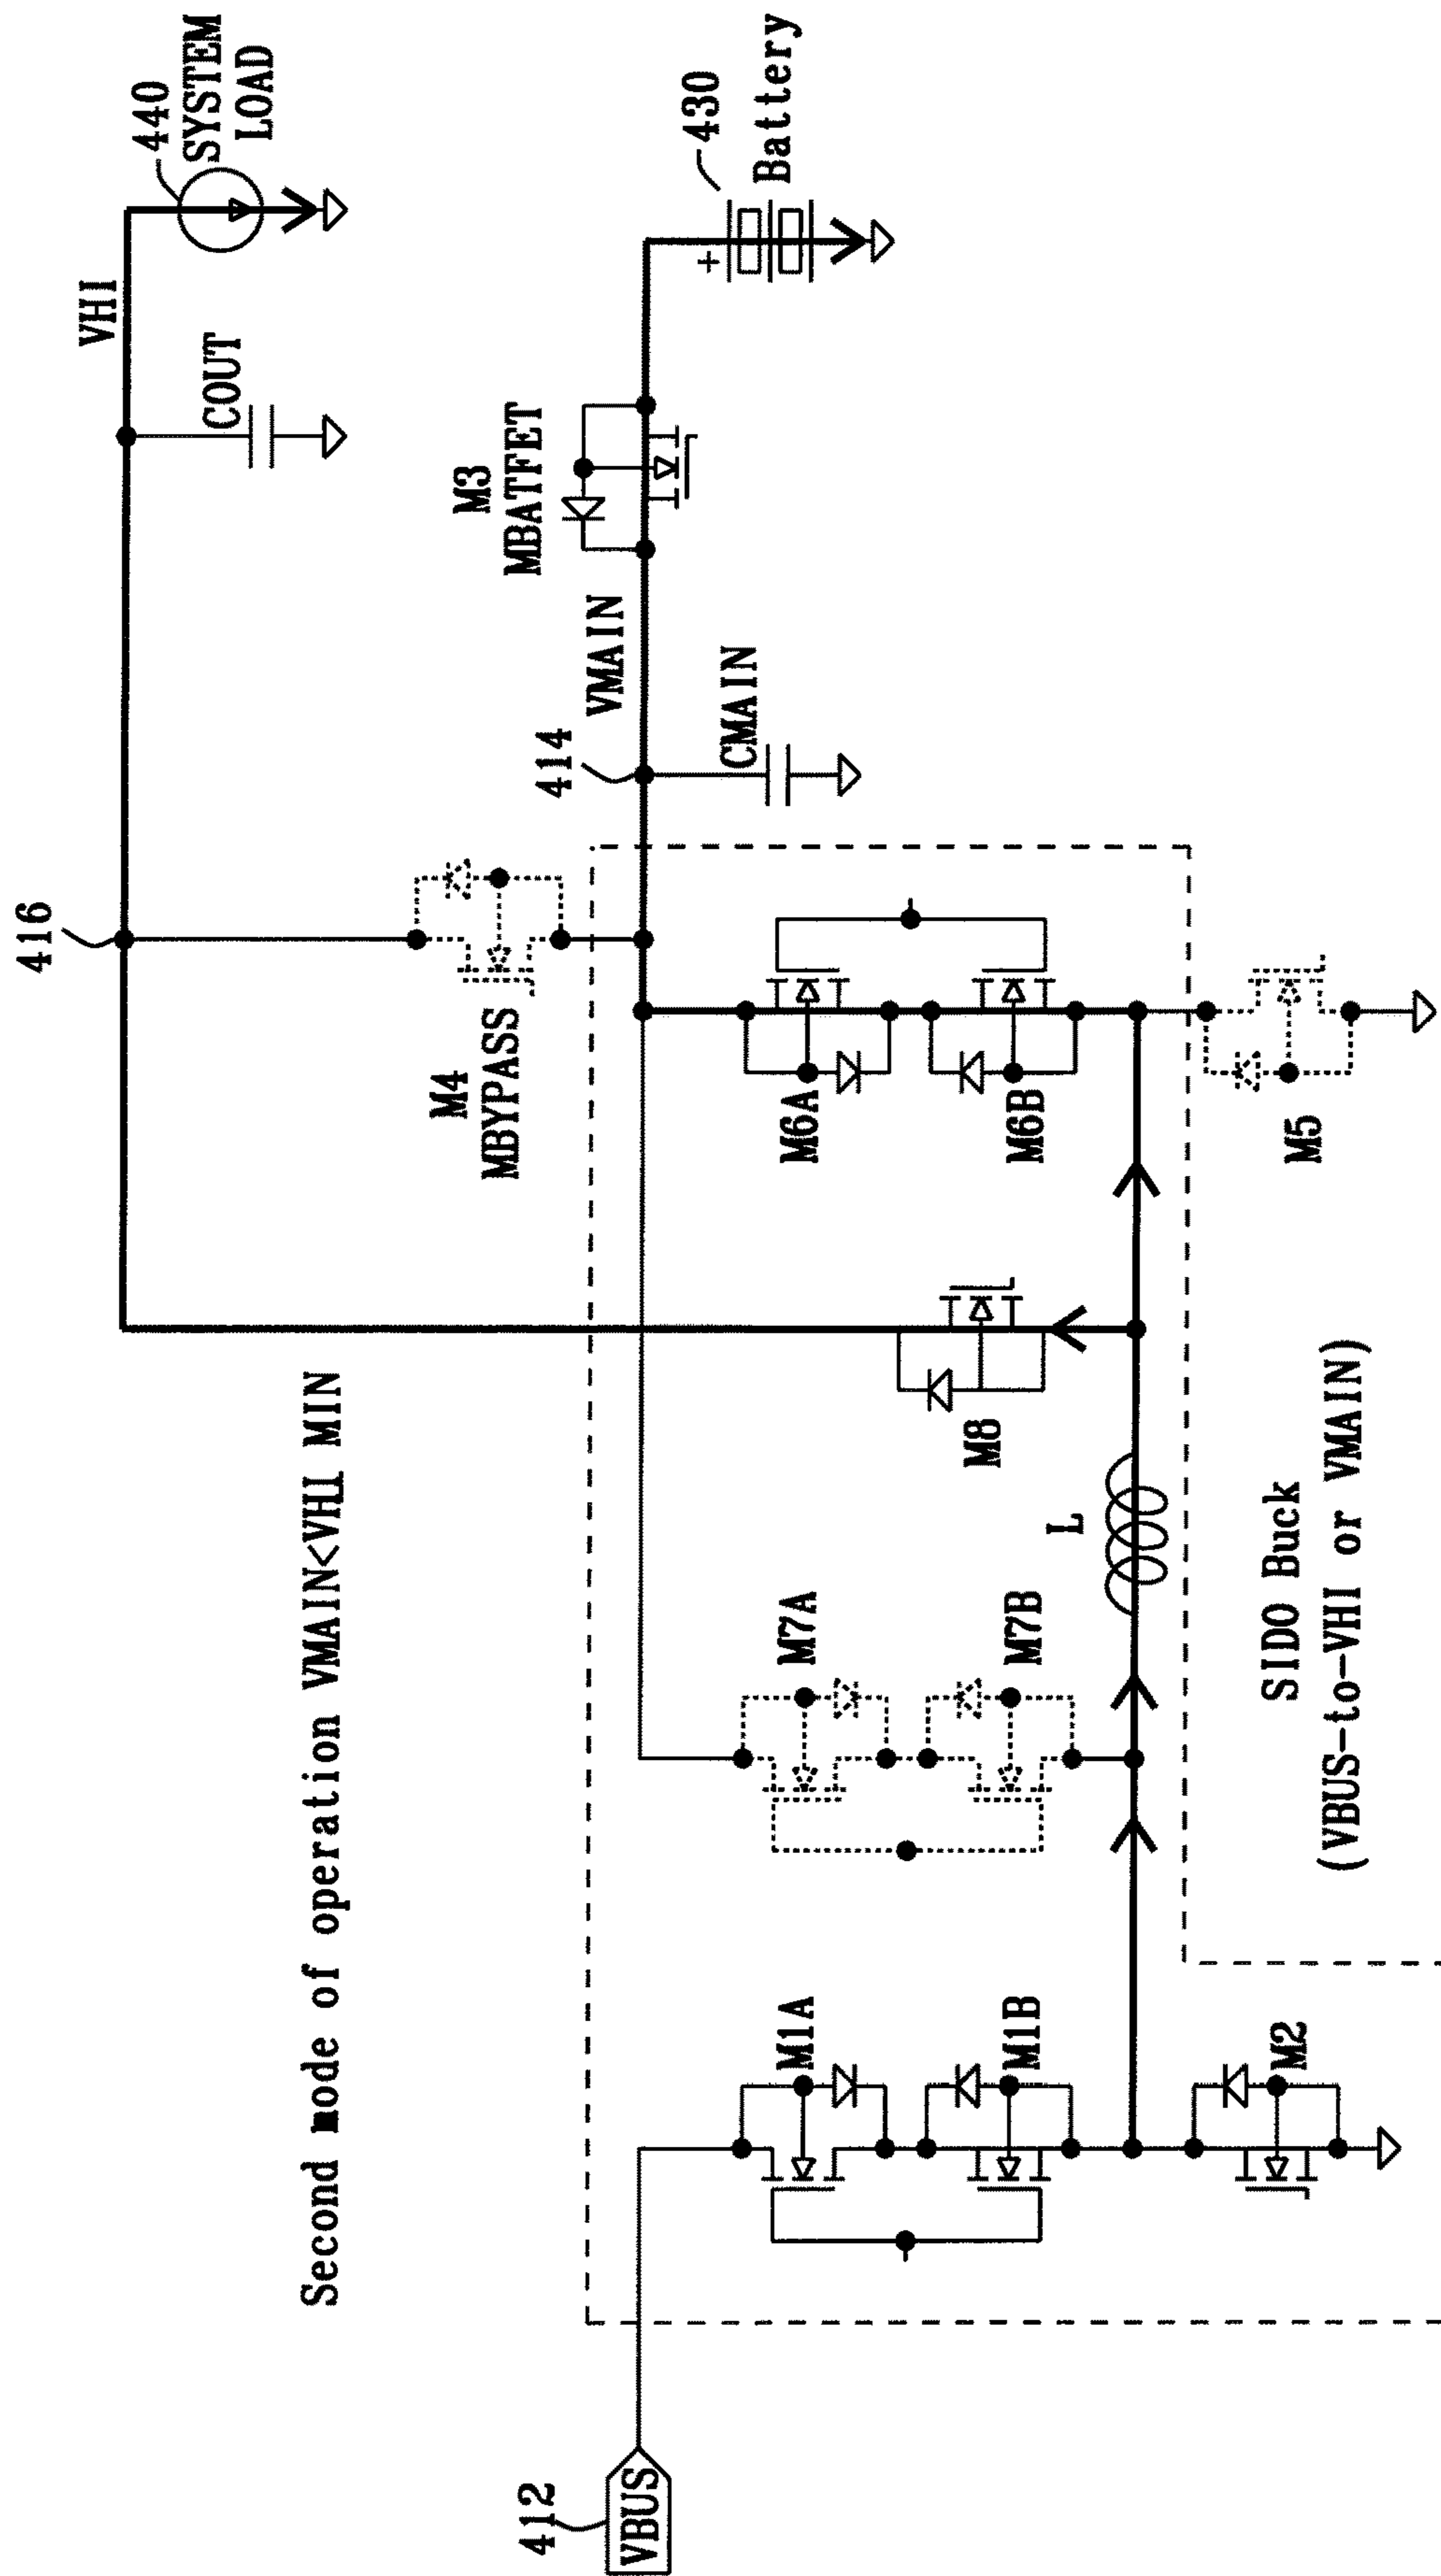 416
VHI
440
SYSTEM
LOAD
COUT
Second mode of operation VMAIN<VHI MIN
M4
MBYPASS
M3
MBATFET
414
VMAIN
CMAIN
430
+
Battery
412
VBUS
M1A
M1B
M2
M7A
M7B
L
M8
M6A
M6B
M5
SIDO Buck
(VBUS-to-VHI or VMAIN)